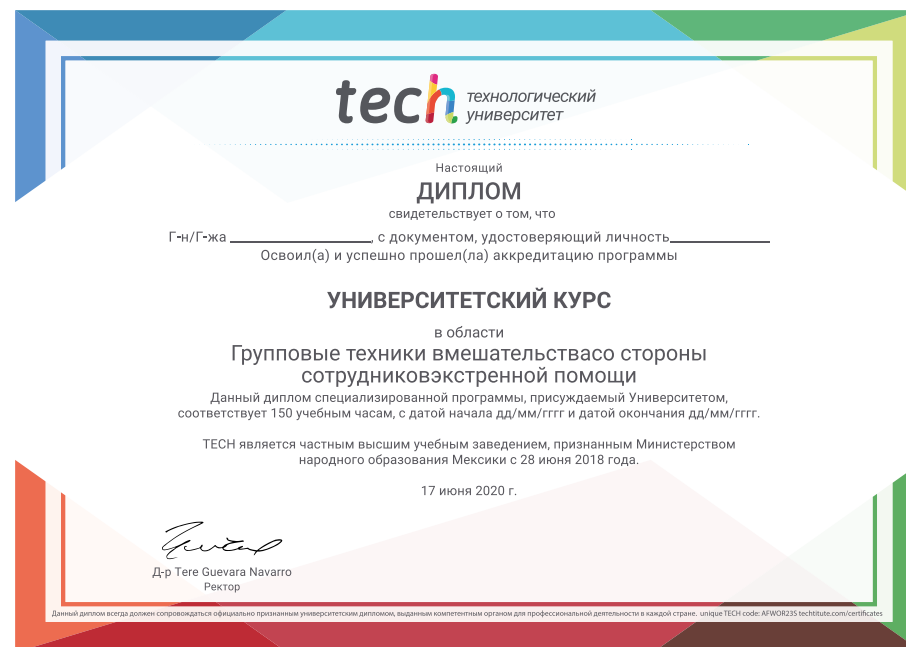 tech технологический
университет
Настоящий
ДИПЛОМ
свидетельствует о том, что
Г-н/Г-жа , с документом, удостоверяющий личность
Освоил(а) и успешно прошел(ла) аккредитацию программы
УНИВЕРСИТЕТСКИЙ КУРС
в области
Групповые техники вмешательствасо стороны
сотрудниковэкстренной помощи
Данный диплом специализированной программы, присуждаемый Университетом,
соответствует 150 учебным часам, с датой начала дд/мм/гггг и датой окончания дд/мм/гггг.
TECH является частным высшим учебным заведением, признанным Министерством
народного образования Мексики с 28 июня 2018 года.
17 июня 2020 г.
Д-р Tere Guevara Navarro
Ректор
Данный диплом всегда должен сопровождаться официально признанным университетским дипломом, выданным компетентным органом для профессиональной деятельности в каждой стране. unique TECH code: AFWOR23S techtitute.com/certificates